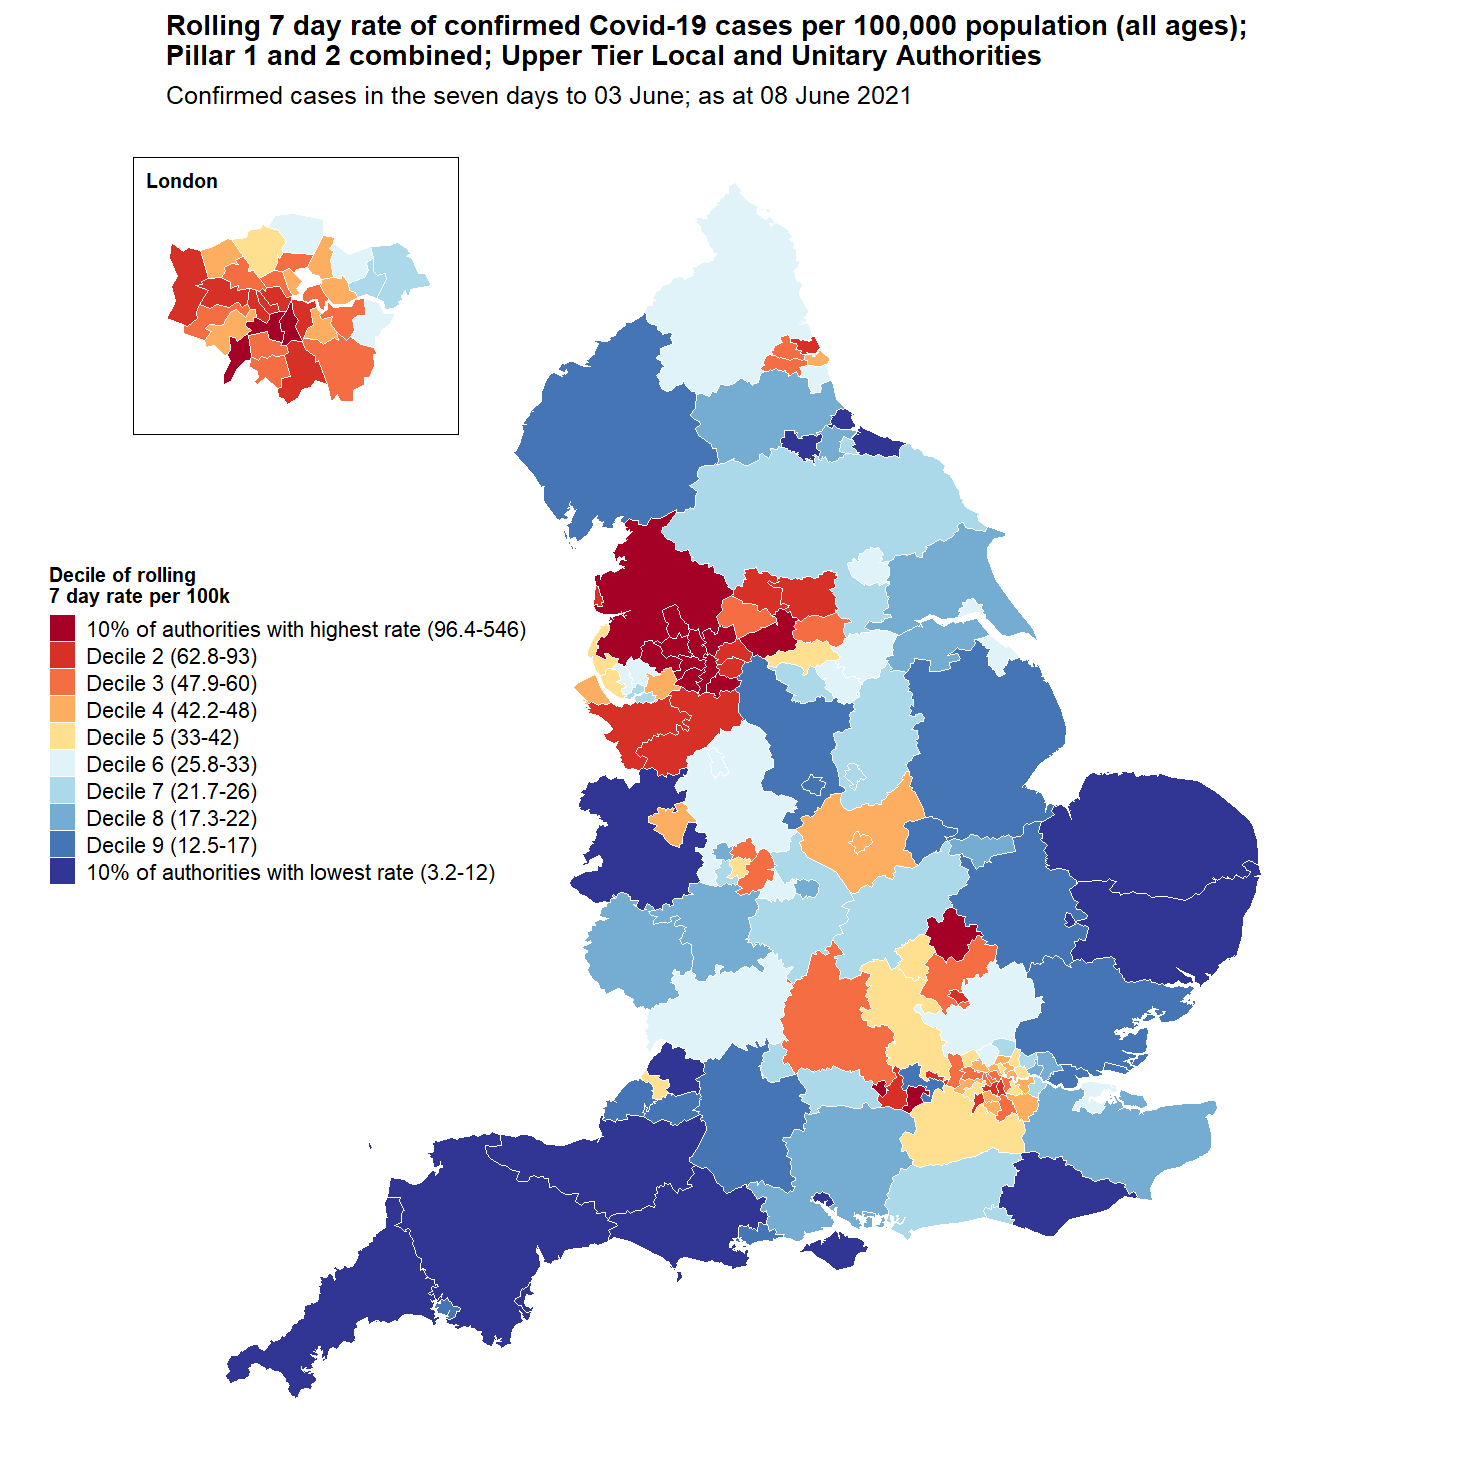 Rolling 7 day rate of confirmed Covid-19 cases per 100,000 population (all ages);
Pillar 1 and 2 combined; Upper Tier Local and Unitary Authorities
Confirmed cases in the seven days to 03 June; as at 08 June 2021
London
Decile of rolling
7 day rate per 100k
10% of authorities with highest rate (96.4-546)
Decile 2 (62.8-93)
Decile 3 (47.9-60)
Decile 4 (42.2-48)
Decile 5 (33-42)
Decile 6 (25.8-33)
Decile 7 (21.7-26)
Decile 8 (17.3-22)
Decile 9 (12.5-17)
10% of authorities with lowest rate (3.2-12)